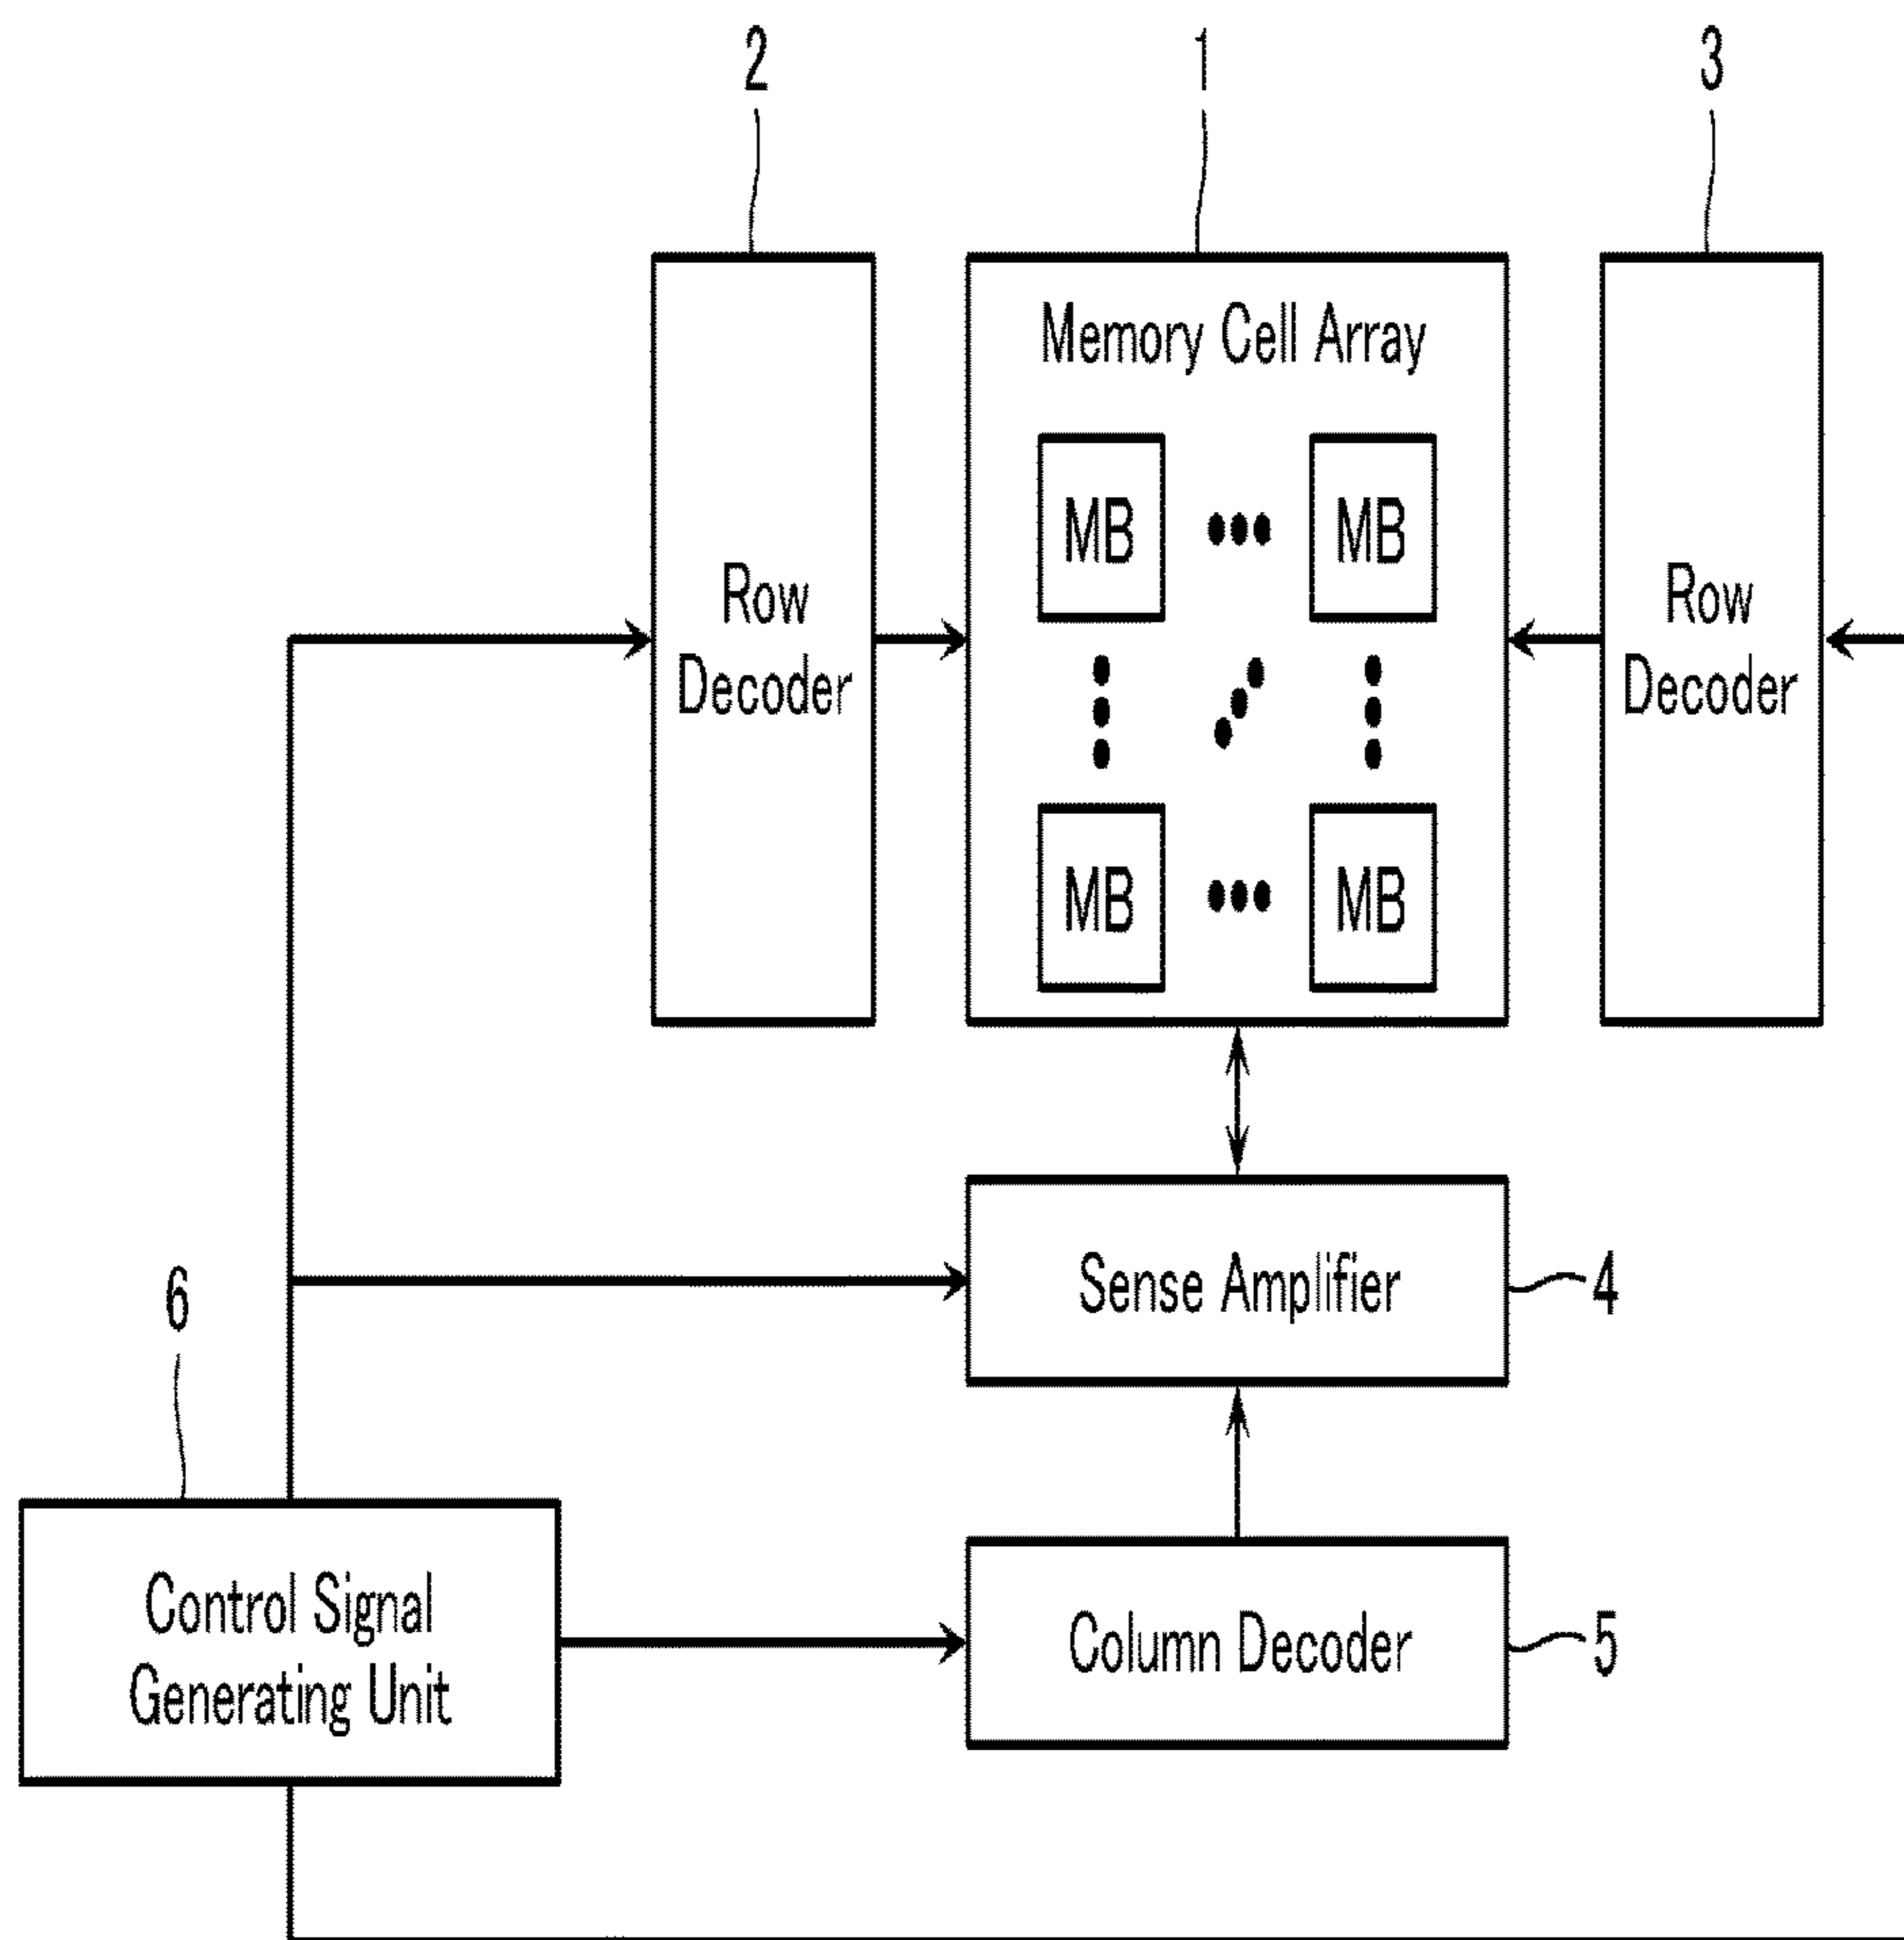 2
1
3
Memory Cell Array
MB MB
Row
Decoder
Row
Decoder
MB MB
Sense Amplifier
4
6
Control Signal
Generating Unit
Column Decoder
5